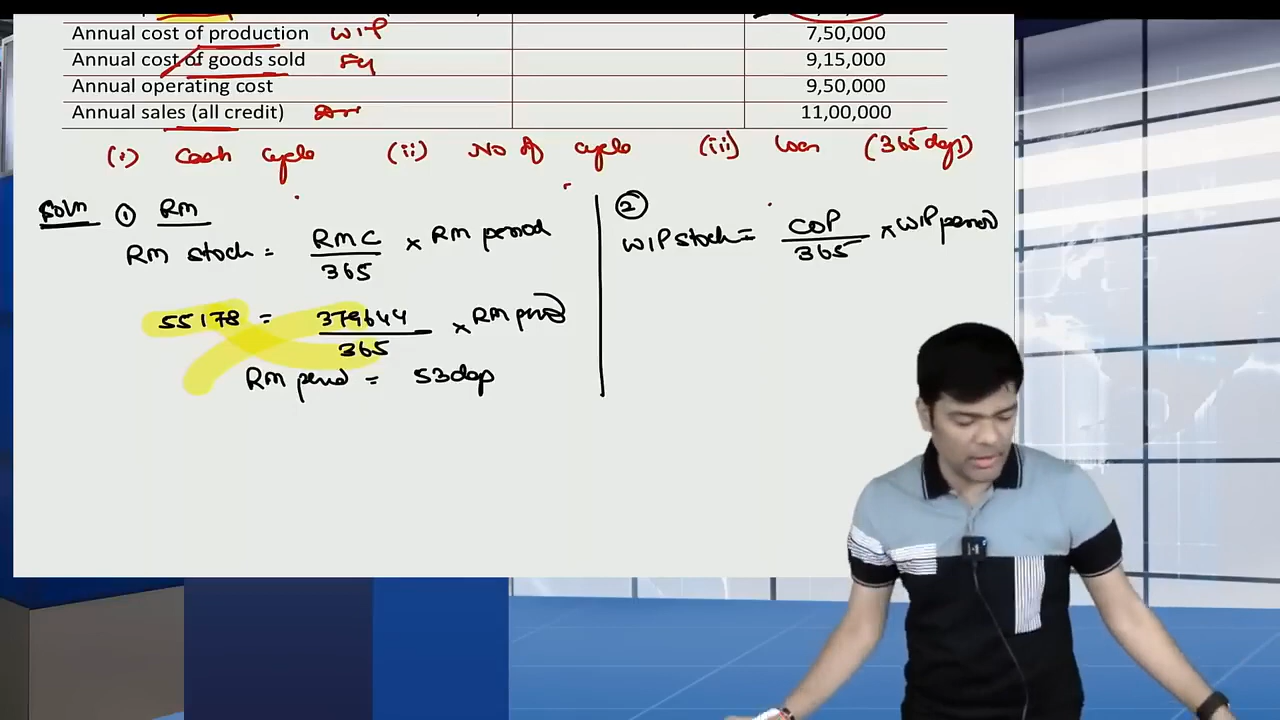 Annual cost of production WIP 7,50,000
Annual cost of goods sold FG 9,15,000
Annual operating cost 9,50,000
Annual sales (all credit) 11,00,000
(i) Cash cycle (ii) No of cycle (iii) Loan (365 days)
Soln ① RM
RM stock = RMC / 365 × RM period
55178 = 379644 / 365 × RM period
RM period = 53 days
②
WIP stock = COP / 365 × WIP period